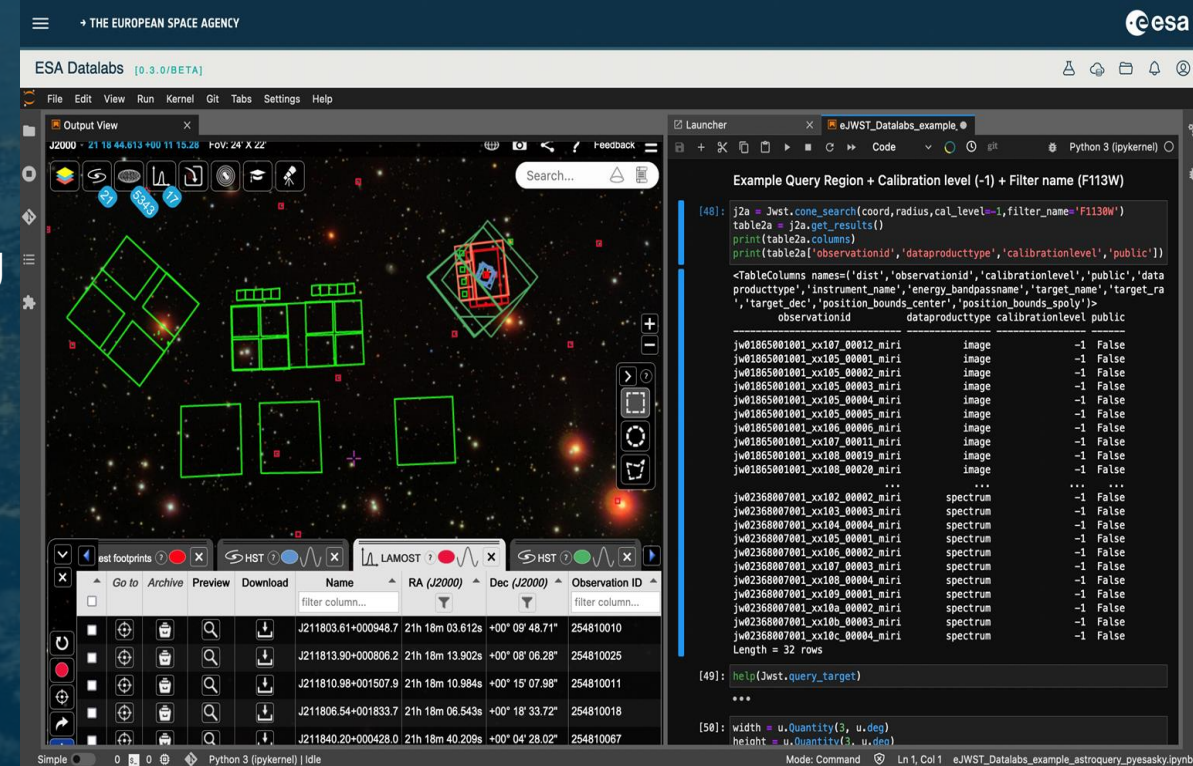 → THE EUROPEAN SPACE AGENCY
esa
ESA Datalabs [0.3.0/BETA]
File Edit View Run Kernel Git Tabs Settings Help
Output View
J2000 - 21 18 44.613 +00 11 15.28 FoV: 24' X 22'
? Feedback
21
5343
17
Search...
est footprints
HST
LAMOST
HST
Go to Archive Preview Download Name RA (J2000) Dec (J2000) Observation ID
filter column... filter column...
J211803.61+000948.7 21h 18m 03.612s +00° 09' 48.71" 254810010
J211813.90+000806.2 21h 18m 13.902s +00° 08' 06.28" 254810025
J211810.98+001507.9 21h 18m 10.984s +00° 15' 07.98" 254810011
J211806.54+001833.7 21h 18m 06.543s +00° 18' 33.72" 254810018
J211840.20+000428.0 21h 18m 40.209s +00° 04' 28.02" 254810067
Launcher
eJWST_Datalabs_example_
Code git Python 3 (ipykernel)
Example Query Region + Calibration level (-1) + Filter name (F113W)
[48]: j2a = Jwst.cone_search(coord,radius,cal_level=-1,filter_name='F1130W')
table2a = j2a.get_results()
print(table2a.columns)
print(table2a['observationid','dataproducttype','calibrationlevel','public'])
<TableColumns names=('dist','observationid','calibrationlevel','public','data
producttype','instrument_name','energy_bandpassname','target_name','target_ra
','target_dec','position_bounds_center','position_bounds_spoly')>
observationid dataproducttype calibrationlevel public
------------------------------ --------------- ---------------- ------
jw01865001001_xx107_00012_miri image -1 False
jw01865001001_xx105_00001_miri image -1 False
jw01865001001_xx105_00002_miri image -1 False
jw01865001001_xx105_00003_miri image -1 False
jw01865001001_xx105_00004_miri image -1 False
jw01865001001_xx105_00005_miri image -1 False
jw01865001001_xx106_00006_miri image -1 False
jw01865001001_xx107_00011_miri image -1 False
jw01865001001_xx108_00019_miri image -1 False
jw01865001001_xx108_00020_miri image -1 False
... ... ... ...
jw02368007001_xx102_00002_miri spectrum -1 False
jw02368007001_xx103_00003_miri spectrum -1 False
jw02368007001_xx104_00004_miri spectrum -1 False
jw02368007001_xx105_00001_miri spectrum -1 False
jw02368007001_xx106_00002_miri spectrum -1 False
jw02368007001_xx107_00003_miri spectrum -1 False
jw02368007001_xx108_00004_miri spectrum -1 False
jw02368007001_xx109_00001_miri spectrum -1 False
jw02368007001_xx10a_00002_miri spectrum -1 False
jw02368007001_xx10b_00003_miri spectrum -1 False
jw02368007001_xx10c_00004_miri spectrum -1 False
Length = 32 rows
[49]: help(Jwst.query_target)
•••
[50]: width = u.Quantity(3, u.deg)
height = u.Quantity(3, u.deg)
Simple 0 0 Python 3 (ipykernel) | Idle Mode: Command Ln 1, Col 1 eJWST_Datalabs_example_astroquery_pyesasky.ipynb